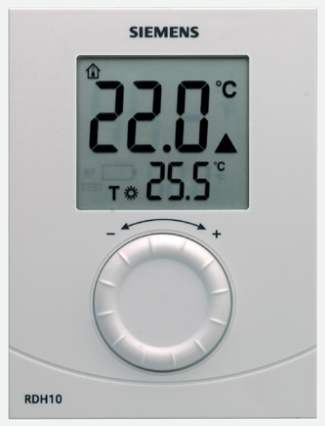 SIEMENS
22.0 °C
T 25.5 °C
- +
RDH10